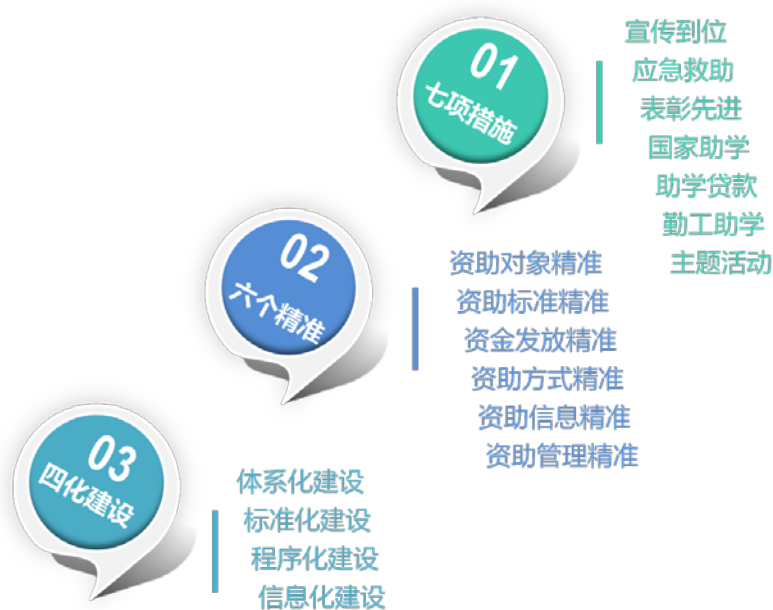 01
七项措施
宣传到位
应急救助
表彰先进
国家助学
助学贷款
勤工助学
主题活动
02
六个精准
资助对象精准
资助标准精准
资金发放精准
资助方式精准
资助信息精准
资助管理精准
03
四化建设
体系化建设
标准化建设
程序化建设
信息化建设